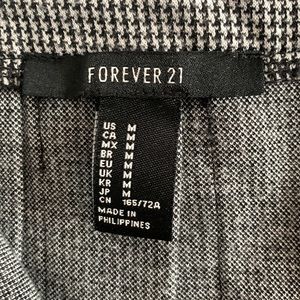 FOREVER 21
US M
CA M
MX M
BR M
EU M
UK M
KR M
JP M
CN 165/72A
MADE IN
PHILIPPINES